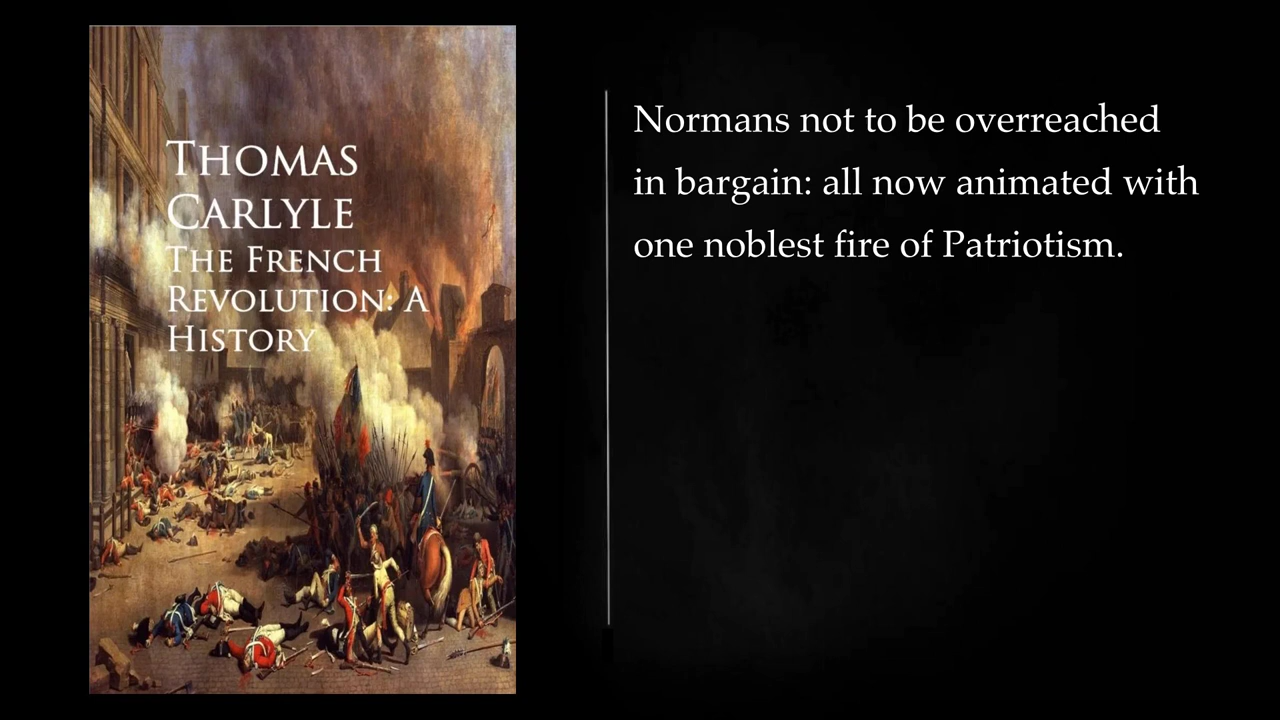 THOMAS
CARLYLE
THE FRENCH
REVOLUTION: A
HISTORY
Normans not to be overreached
in bargain: all now animated with
one noblest fire of Patriotism.